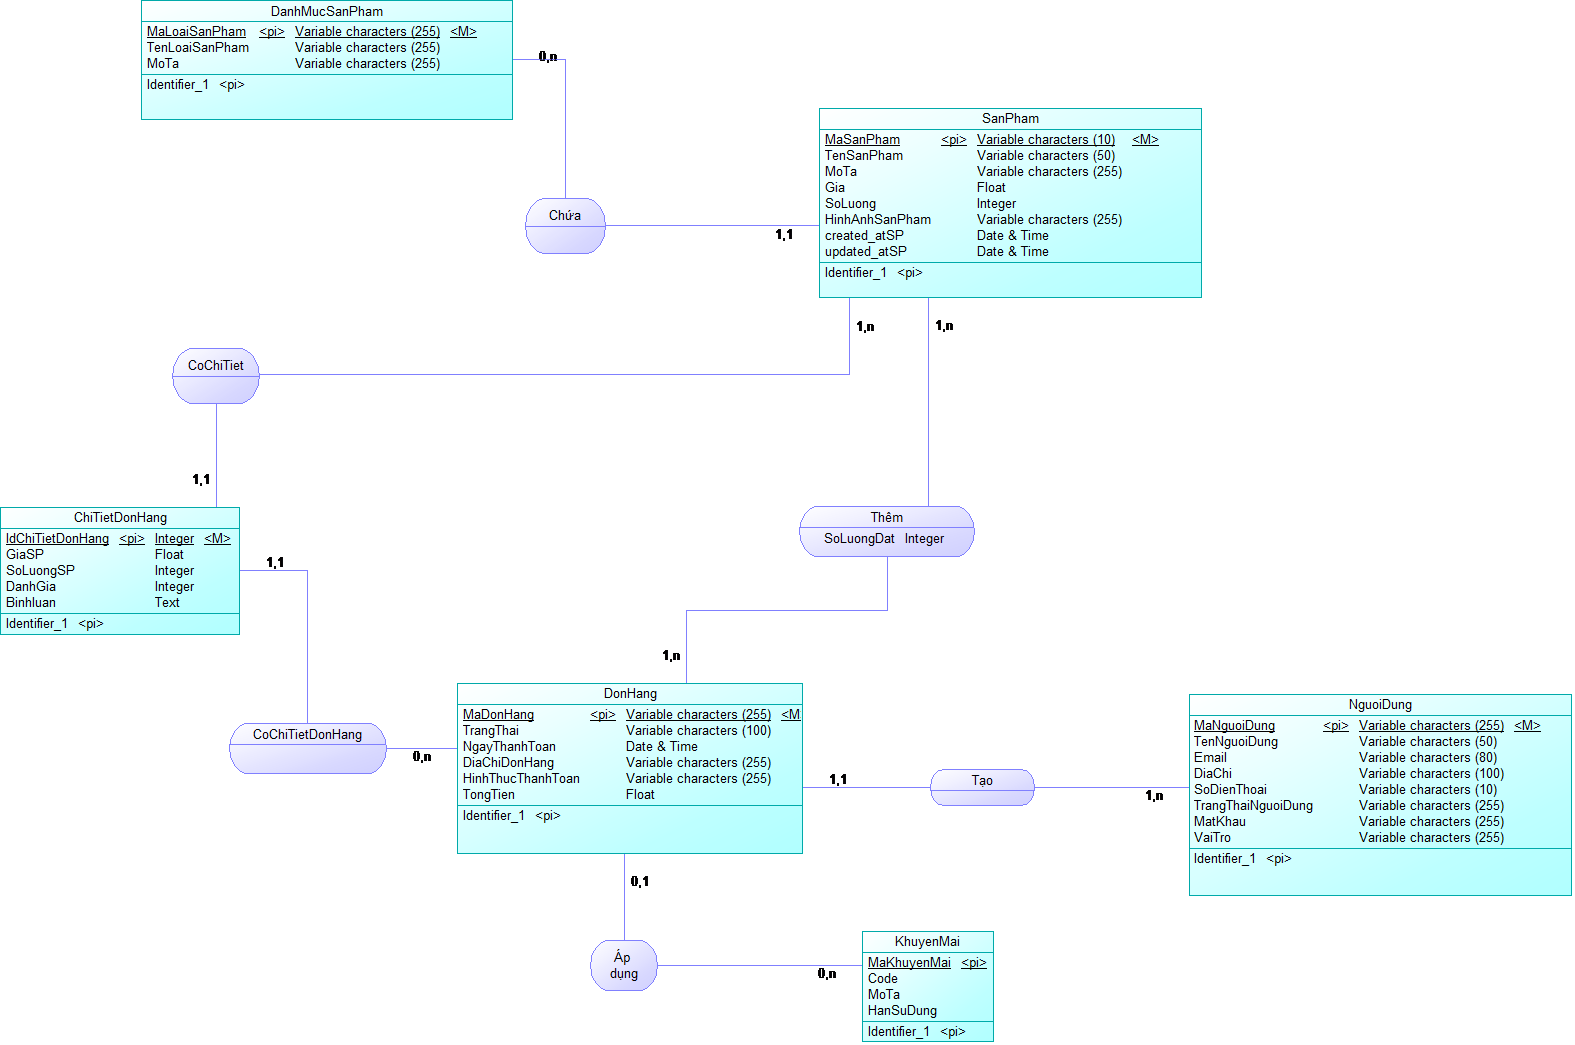 DanhMucSanPham
MaLoaiSanPham <pi> Variable characters (255) <M>
TenLoaiSanPham Variable characters (255)
MoTa Variable characters (255)
Identifier_1 <pi>
0,n
SanPham
MaSanPham <pi> Variable characters (10) <M>
TenSanPham Variable characters (50)
MoTa Variable characters (255)
Gia Float
SoLuong Integer
HinhAnhSanPham Variable characters (255)
created_atSP Date & Time
updated_atSP Date & Time
Identifier_1 <pi>
Chứa
1,1
1,n
1,n
CoChiTiet
1,1
ChiTietDonHang
IdChiTietDonHang <pi> Integer <M>
GiaSP Float
SoLuongSP Integer
DanhGia Integer
Binhluan Text
Identifier_1 <pi>
1,1
Thêm
SoLuongDat Integer
1,n
CoChiTietDonHang
0,n
DonHang
MaDonHang <pi> Variable characters (255) <M
TrangThai Variable characters (100)
NgayThanhToan Date & Time
DiaChiDonHang Variable characters (255)
HinhThucThanhToan Variable characters (255)
TongTien Float
Identifier_1 <pi>
1,1
Tạo
1,n
NguoiDung
MaNguoiDung <pi> Variable characters (255) <M>
TenNguoiDung Variable characters (50)
Email Variable characters (80)
DiaChi Variable characters (100)
SoDienThoai Variable characters (10)
TrangThaiNguoiDung Variable characters (255)
MatKhau Variable characters (255)
VaiTro Variable characters (255)
Identifier_1 <pi>
0,1
Áp
dụng
0,n
KhuyenMai
MaKhuyenMai <pi>
Code
MoTa
HanSuDung
Identifier_1 <pi>